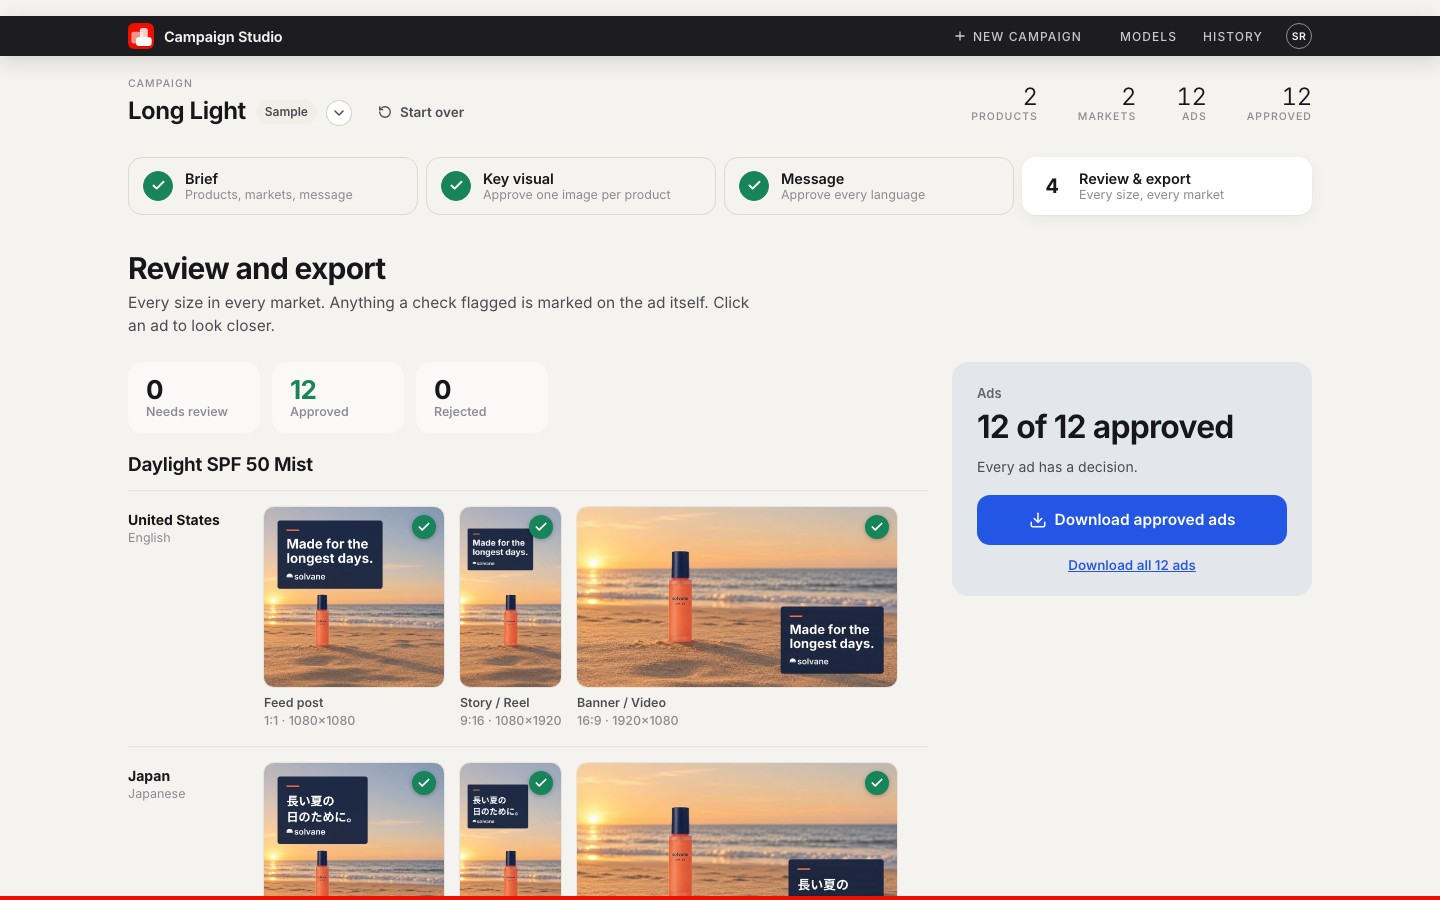 Campaign Studio
NEW CAMPAIGN
MODELS
HISTORY
SR
CAMPAIGN
Long Light
Sample
Start over
2
PRODUCTS
2
MARKETS
12
ADS
12
APPROVED
Brief
Products, markets, message
Key visual
Approve one image per product
Message
Approve every language
4
Review & export
Every size, every market
Review and export
Every size in every market. Anything a check flagged is marked on the ad itself. Click
an ad to look closer.
0
Needs review
12
Approved
0
Rejected
Ads
12 of 12 approved
Every ad has a decision.
Download approved ads
Download all 12 ads
Daylight SPF 50 Mist
United States
English
Made for the
longest days.
solvane
Made for the
longest days.
solvane
solvane
Made for the
longest days.
solvane
Feed post
1:1 · 1080×1080
Story / Reel
9:16 · 1080×1920
Banner / Video
16:9 · 1920×1080
Japan
Japanese
長い夏の
日のために。
solvane
長い夏の
日のために。
solvane
solvane
長い夏の